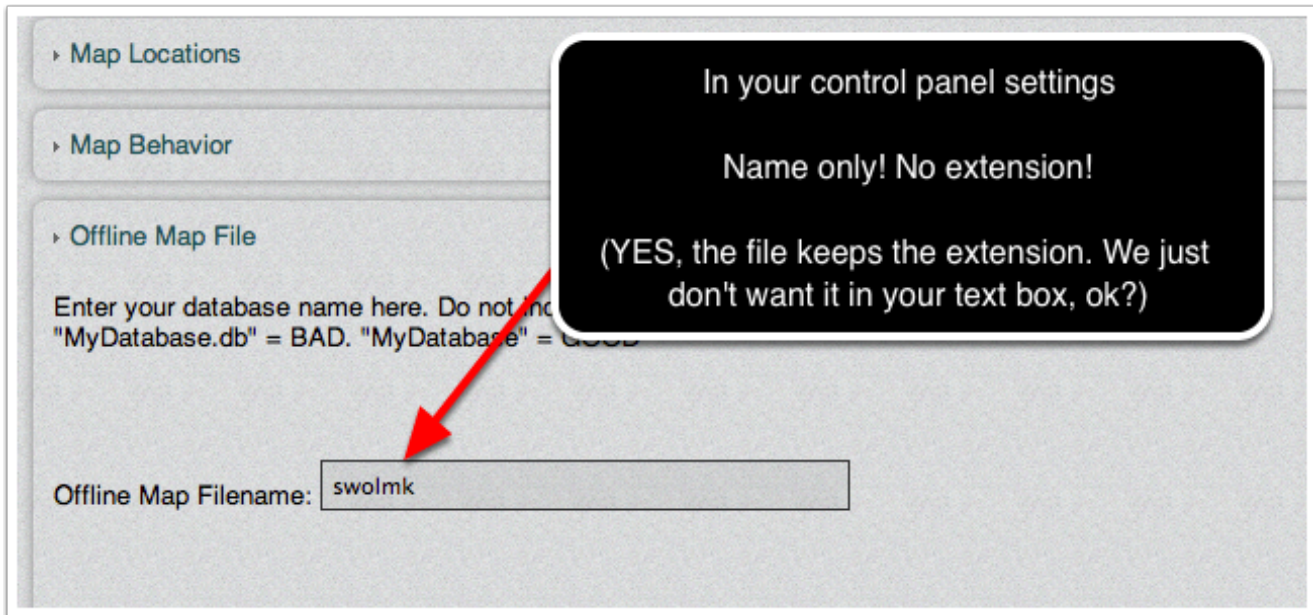 Map Locations
Map Behavior
Offline Map File
Enter your database name here. Do not
"MyDatabase.db" = BAD. "MyDatabase" = GOOD
Offline Map Filename: swolmk
In your control panel settings
Name only! No extension!
(YES, the file keeps the extension. We just
don't want it in your text box, ok?)